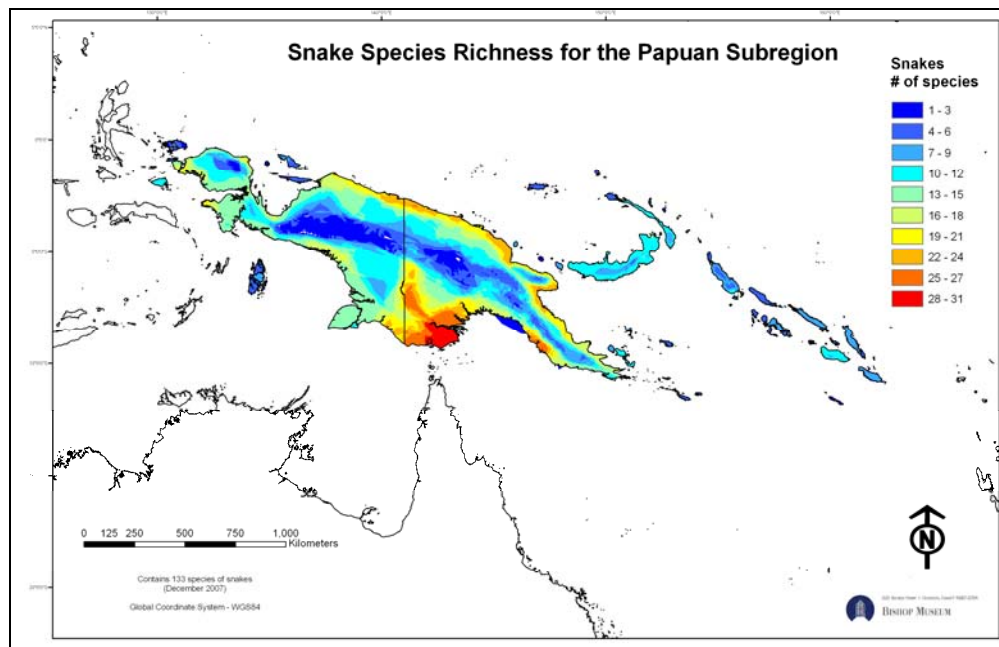 Snake Species Richness for the Papuan Subregion
Snakes
# of species
1 - 3
4 - 6
7 - 9
10 - 12
13 - 15
16 - 18
19 - 21
22 - 24
25 - 27
28 - 31
0 125 250 500 750 1,000
Kilometers
Contains 133 species of snakes
(December 2007)
Global Coordinate System - WGS84
N
BISHOP MUSEUM